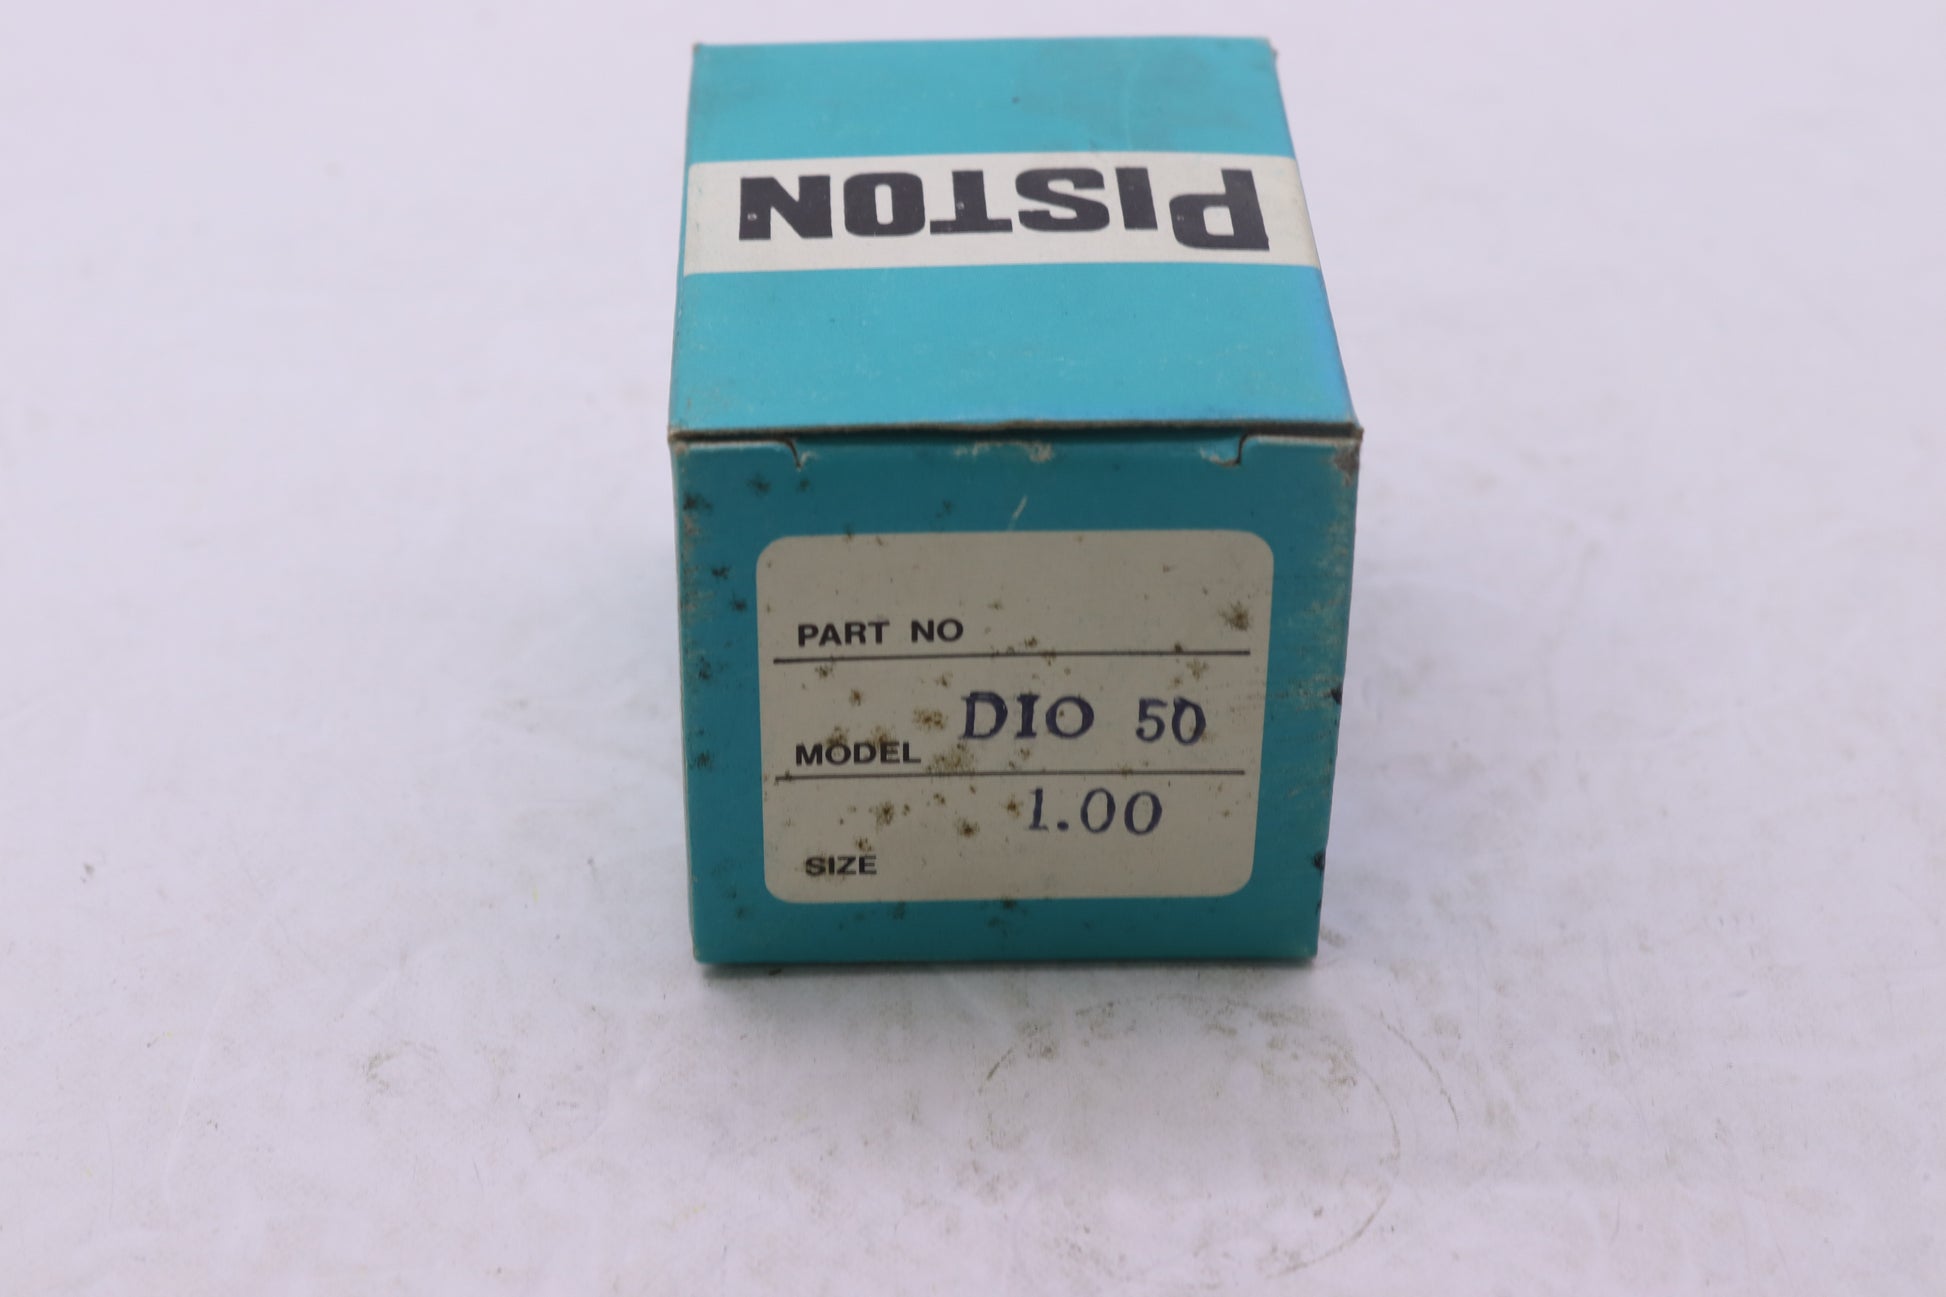 PISTON
PART NO
MODEL DIO 50
1.00
SIZE